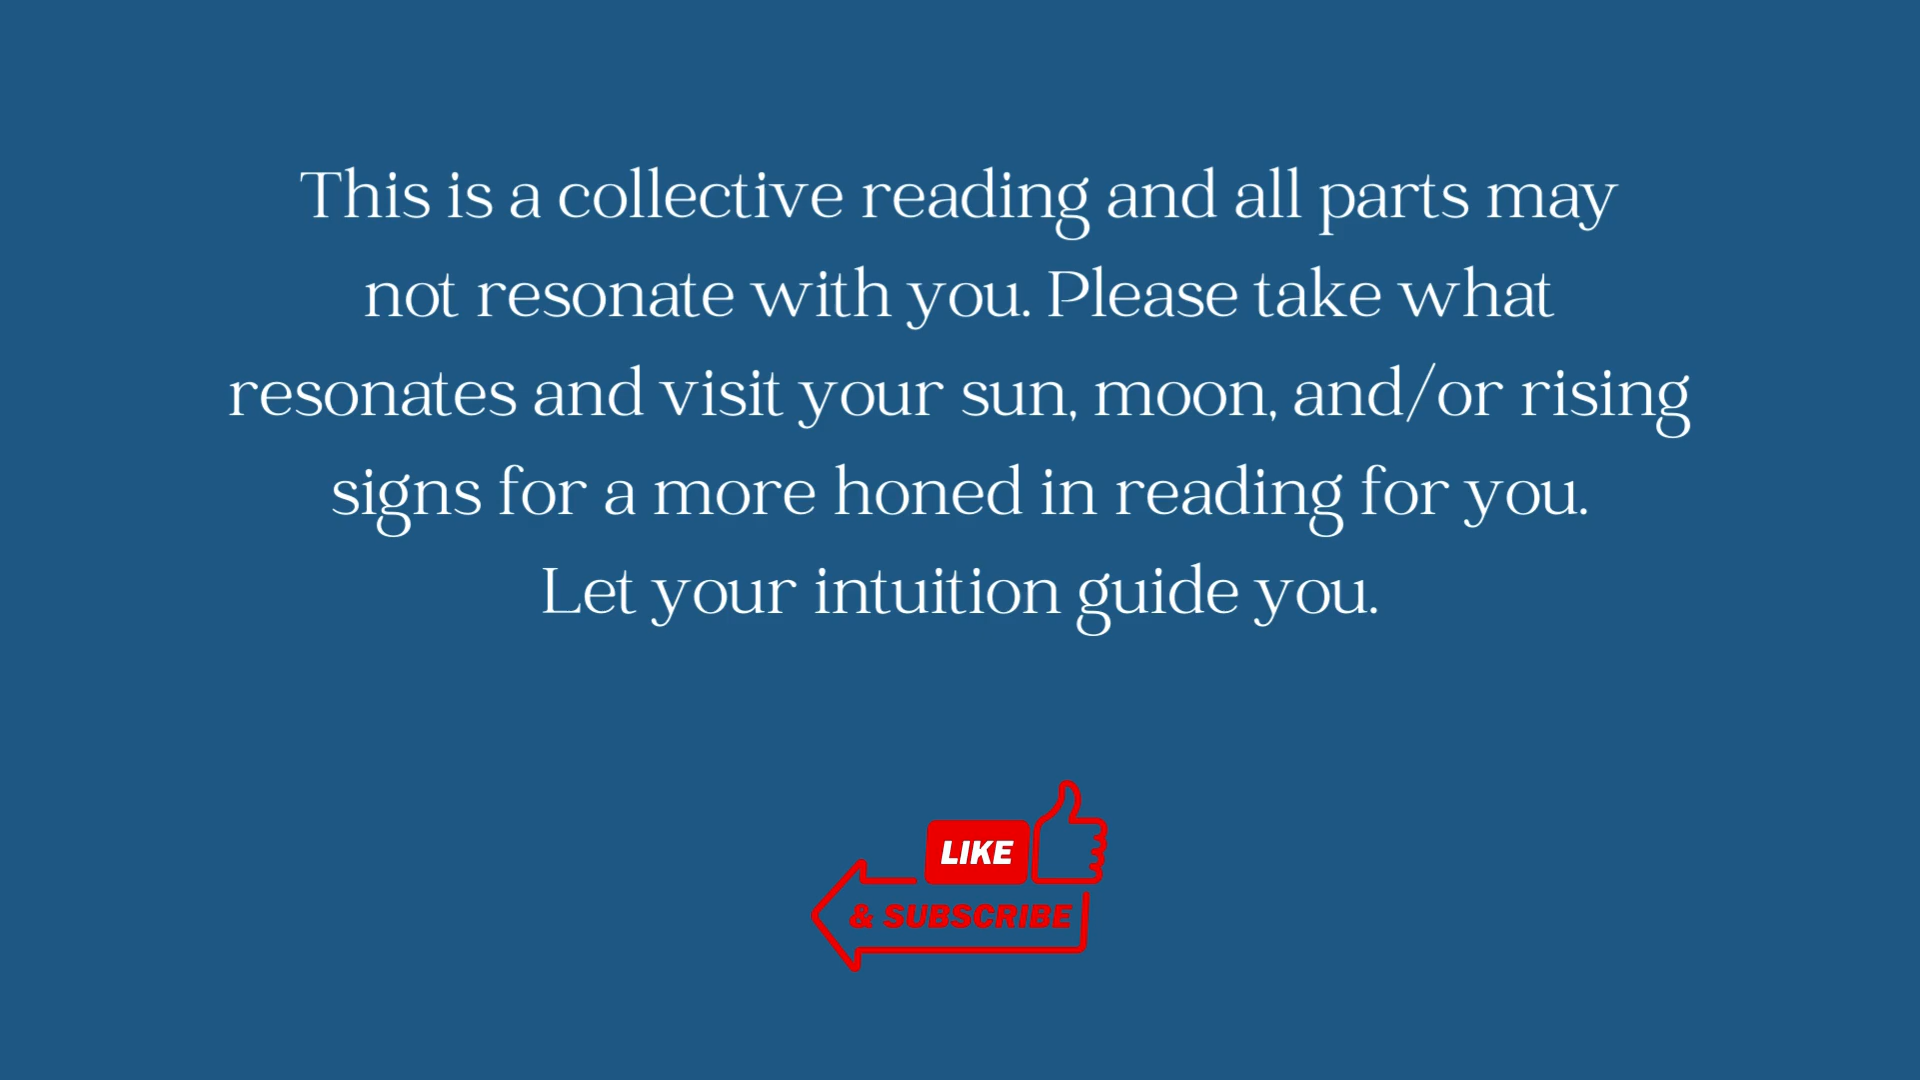 This is a collective reading and all parts may
not resonate with you. Please take what
resonates and visit your sun, moon, and/or rising
signs for a more honed in reading for you.
Let your intuition guide you.
LIKE
& SUBSCRIBE